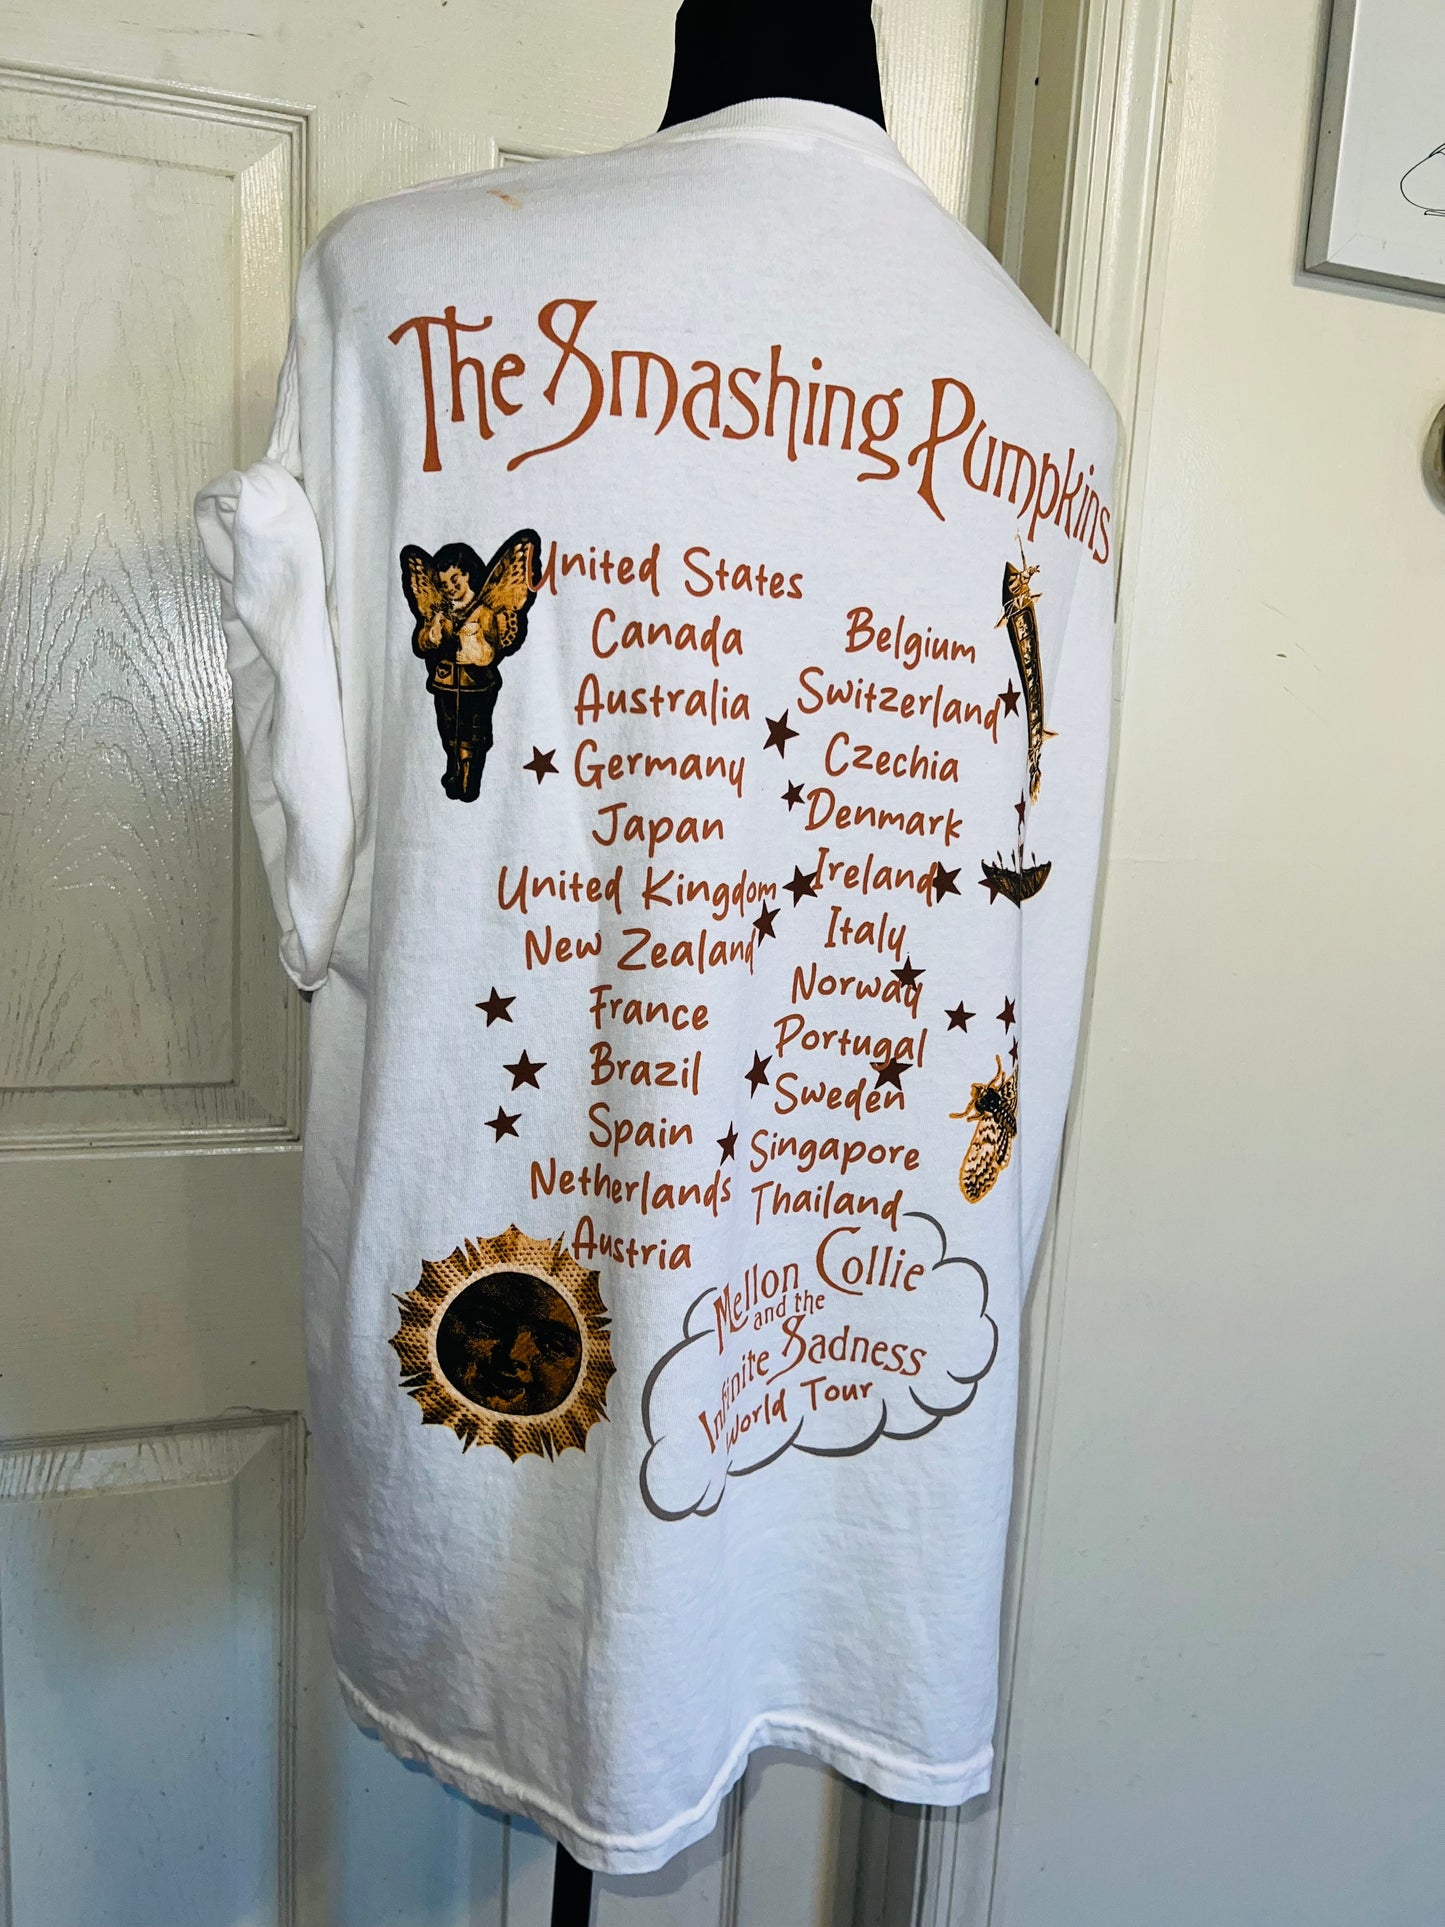 The Smashing Pumpkins
United States
Canada
Australia
Germany
Japan
United Kingdom
New Zealand
France
Brazil
Spain
Netherlands
Austria
Belgium
Switzerland
Czechia
Denmark
Ireland
Italy
Norway
Portugal
Sweden
Singapore
Thailand
Mellon Collie
and the
Infinite Sadness
World Tour